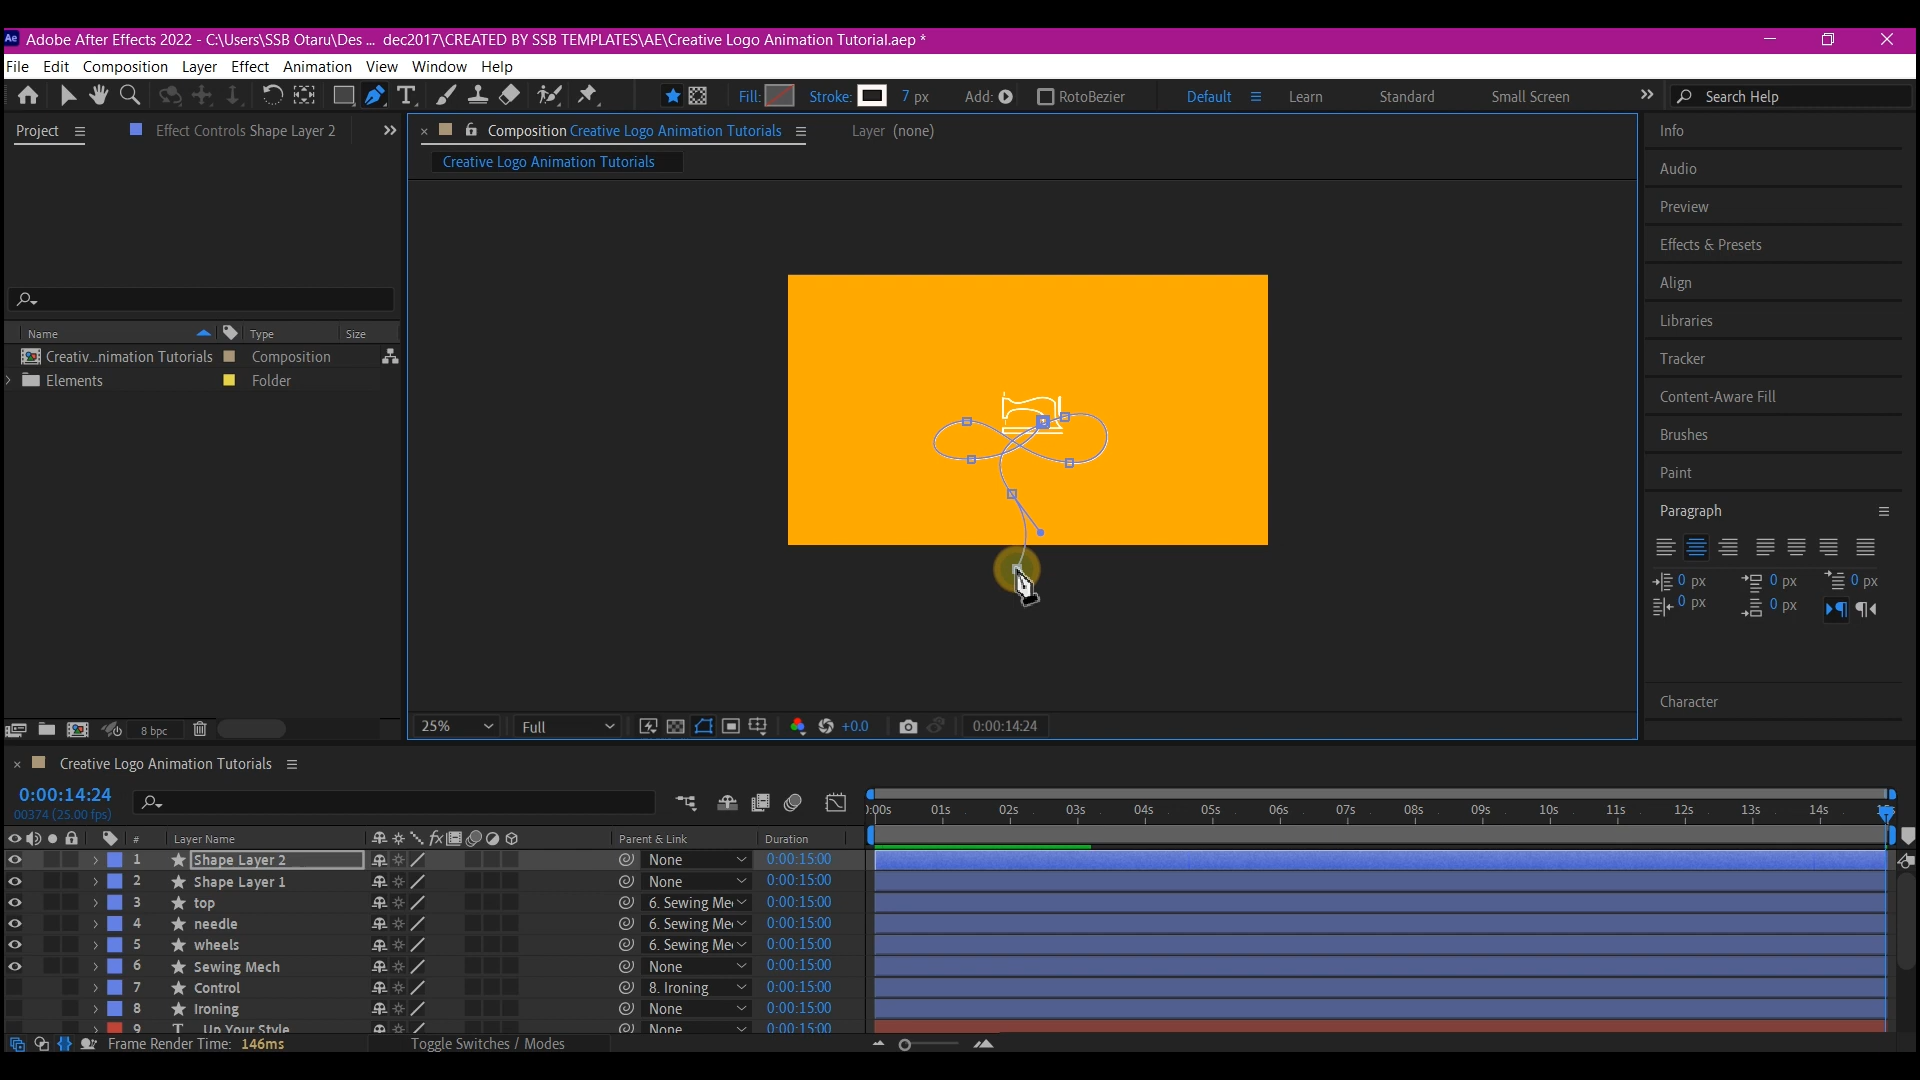 Ae Adobe After Effects 2022 - C:\Users\SSB Otaru\Des ... dec2017\CREATED BY SSB TEMPLATES\AE\Creative Logo Animation Tutorial.aep *
File Edit Composition Layer Effect Animation View Window Help
Fill: Stroke: 7 px Add: RotoBezier Default Learn Standard Small Screen Search Help
Project Effect Controls Shape Layer 2 Composition Creative Logo Animation Tutorials Layer (none)
Creative Logo Animation Tutorials
Name Type Size
Creativ...nimation Tutorials Composition
Elements Folder
Info
Audio
Preview
Effects & Presets
Align
Libraries
Tracker
Content-Aware Fill
Brushes
Paint
Paragraph
0 px 0 px 0 px
0 px 0 px
Character
8 bpc 25% Full +0.0 0:00:14:24
Creative Logo Animation Tutorials
0:00:14:24
00374 (25.00 fps)
):00s 01s 02s 03s 04s 05s 06s 07s 08s 09s 10s 11s 12s 13s 14s 15s
# Layer Name Parent & Link Duration
1 Shape Layer 2 None 0:00:15:00
2 Shape Layer 1 None 0:00:15:00
3 top 6. Sewing Me 0:00:15:00
4 needle 6. Sewing Me 0:00:15:00
5 wheels 6. Sewing Me 0:00:15:00
6 Sewing Mech None 0:00:15:00
7 Control 8. Ironing 0:00:15:00
8 Ironing None 0:00:15:00
9 T Up Your Style None 0:00:15:00
Frame Render Time: 146ms Toggle Switches / Modes